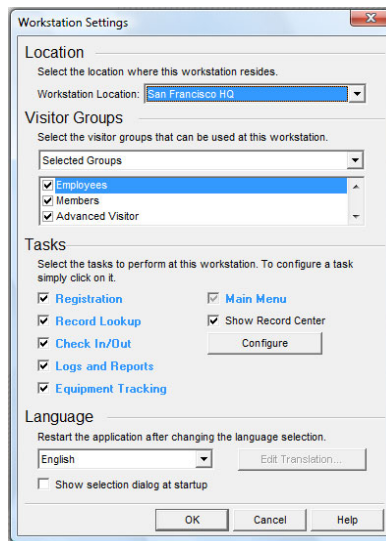 Workstation Settings
Location
Select the location where this workstation resides.
Workstation Location: San Francisco HQ
Visitor Groups
Select the visitor groups that can be used at this workstation.
Selected Groups
Employees
Members
Advanced Visitor
Tasks
Select the tasks to perform at this workstation. To configure a task
simply click on it.
Registration Main Menu
Record Lookup Show Record Center
Check In/Out Configure
Logs and Reports
Equipment Tracking
Language
Restart the application after changing the language selection.
English Edit Translation...
Show selection dialog at startup
OK Cancel Help